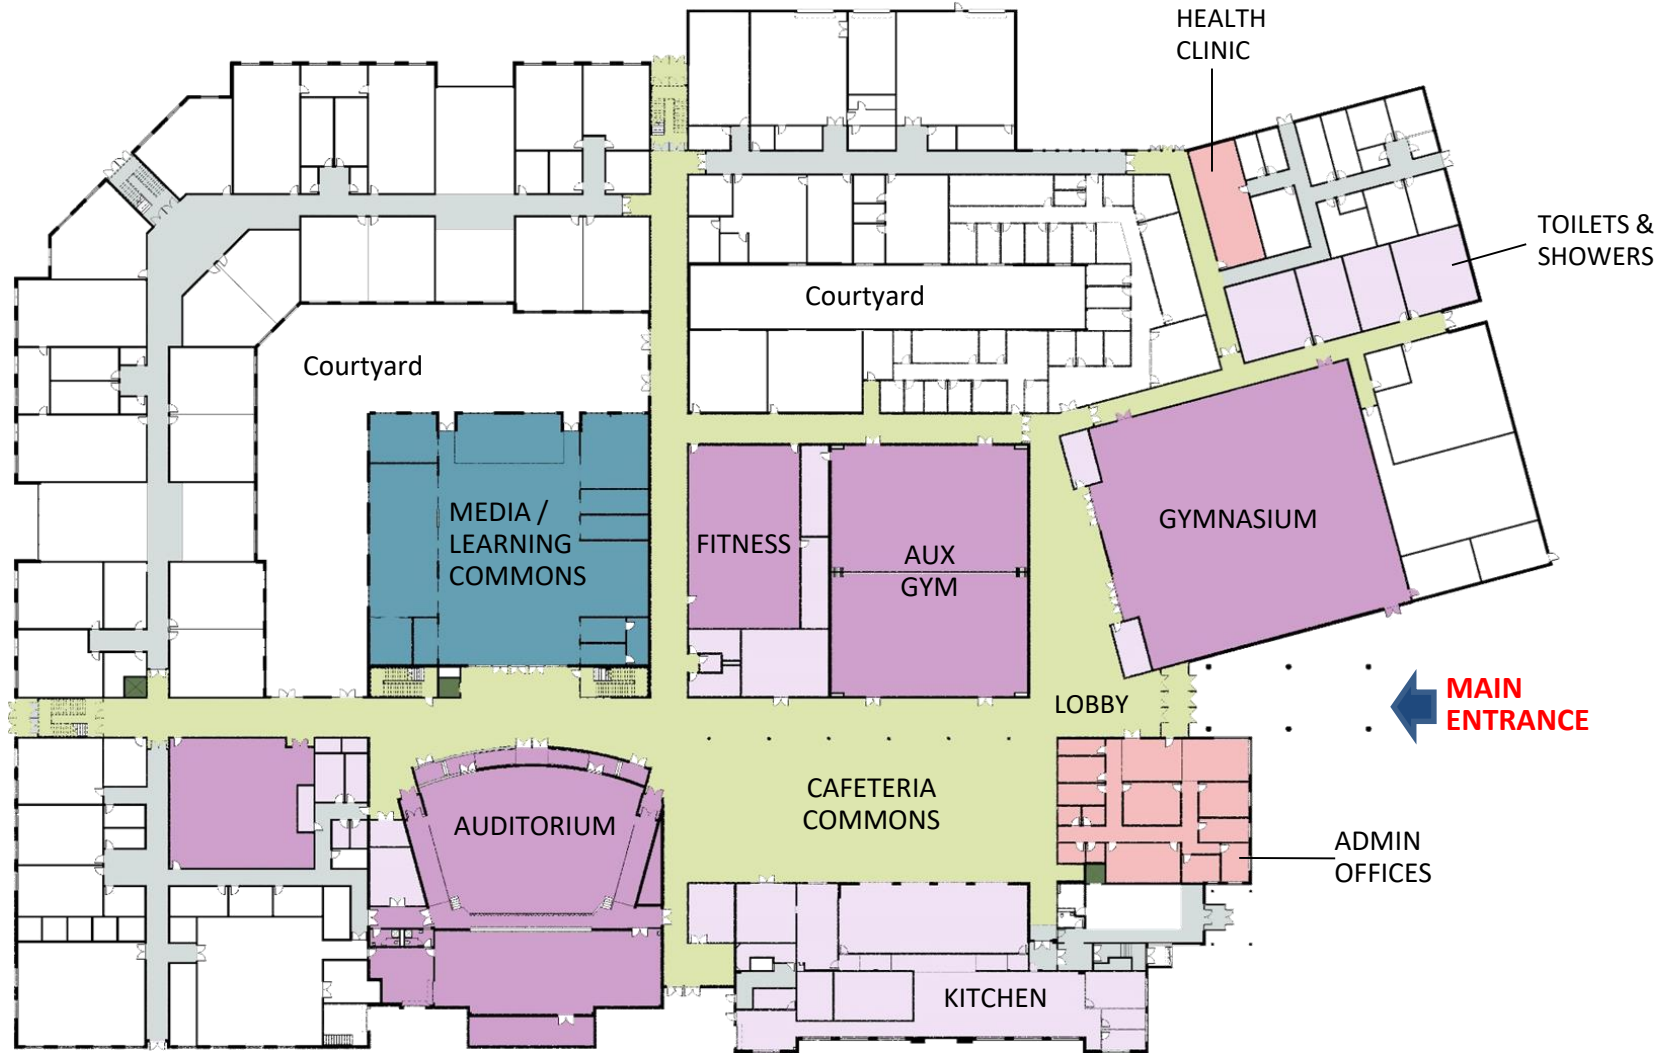 HEALTH
CLINIC
TOILETS &
SHOWERS
Courtyard
Courtyard
MEDIA /
LEARNING
COMMONS
FITNESS
AUX
GYM
GYMNASIUM
LOBBY
MAIN
ENTRANCE
CAFETERIA
COMMONS
AUDITORIUM
ADMIN
OFFICES
KITCHEN